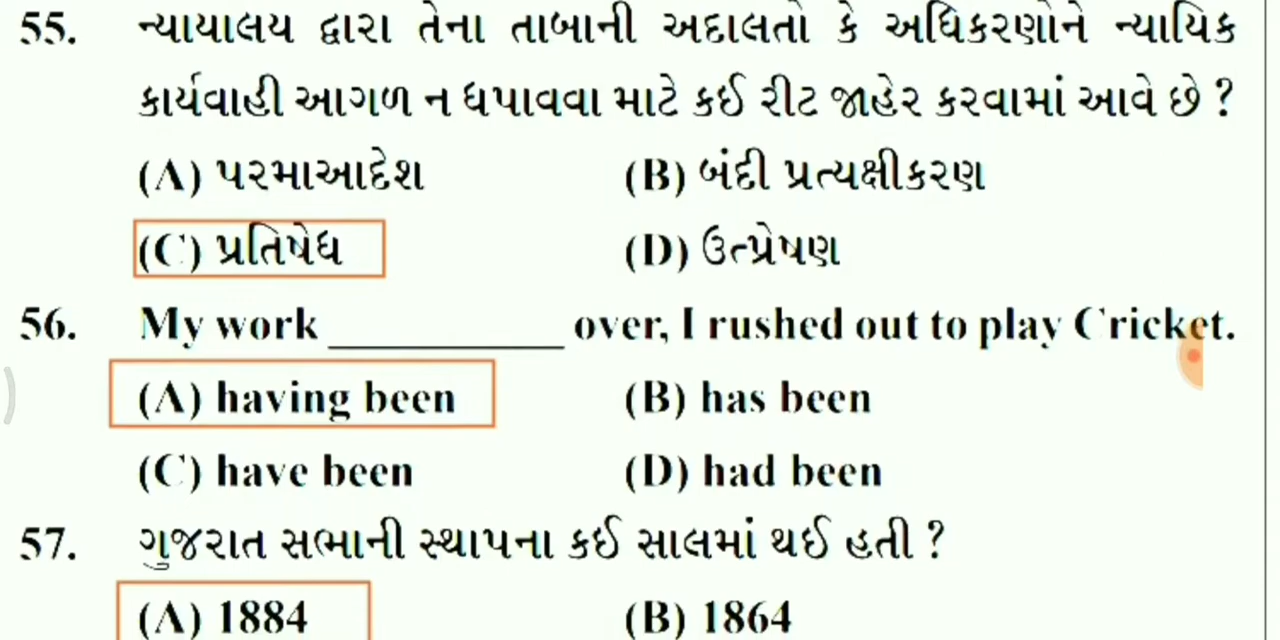 55. ન્યાયાલય દ્વારા તેના તાબાની અદાલતો કે અધિકરણોને ન્યાયિક
કાર્યવાહી આગળ ન ધપાવવા માટે કઈ રીટ જાહેર કરવામાં આવે છે ?
(A) પરમાઆદેશ (B) બંદી પ્રત્યક્ષીકરણ
(C) પ્રતિષેધ (D) ઉત્પ્રેષણ
56. My work __________ over, I rushed out to play Cricket.
(A) having been (B) has been
(C) have been (D) had been
57. ગુજરાત સભાની સ્થાપના કઈ સાલમાં થઈ હતી ?
(A) 1884 (B) 1864